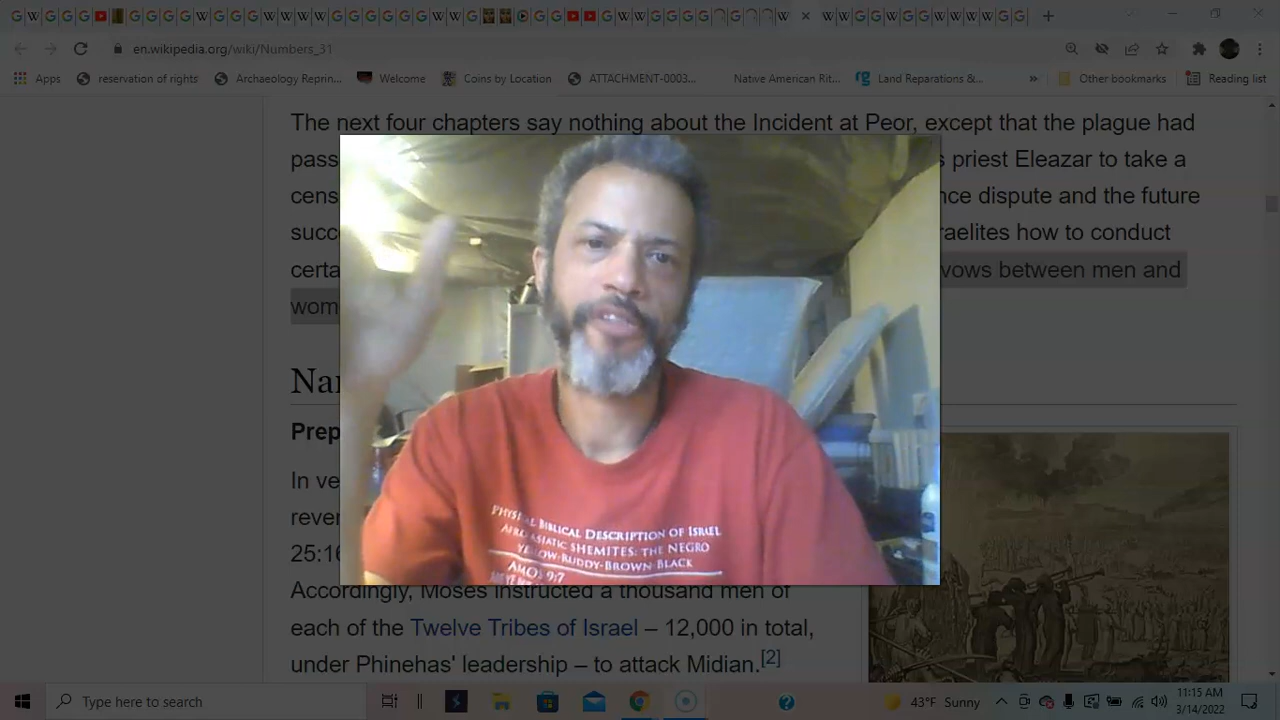 en.wikipedia.org/wiki/Numbers_31
Apps reservation of rights Archaeology Reprin... Welcome Coins by Location ATTACHMENT-0003... Native American Rit... Land Reparations &... » Other bookmarks Reading list
The next four chapters say nothing about the Incident at Peor, except that the plague had
pass priest Eleazar to take a
cens nce dispute and the future
succ raelites how to conduct
certa vows between men and
wom
Nar
PHYSI L BIBLICAL DESCRIPTION OF ISRAEL
AFRO ASIATIC SHEMITES: THE NEGRO
YELLOW-RUDDY-BROWN BLACK
AMOS 9:7
Prep
In ve
reve
25:16
Accordingly, Moses instructed a thousand men of
each of the Twelve Tribes of Israel – 12,000 in total,
under Phinehas' leadership – to attack Midian.[2]
Type here to search
43°F Sunny
11:15 AM
3/14/2022